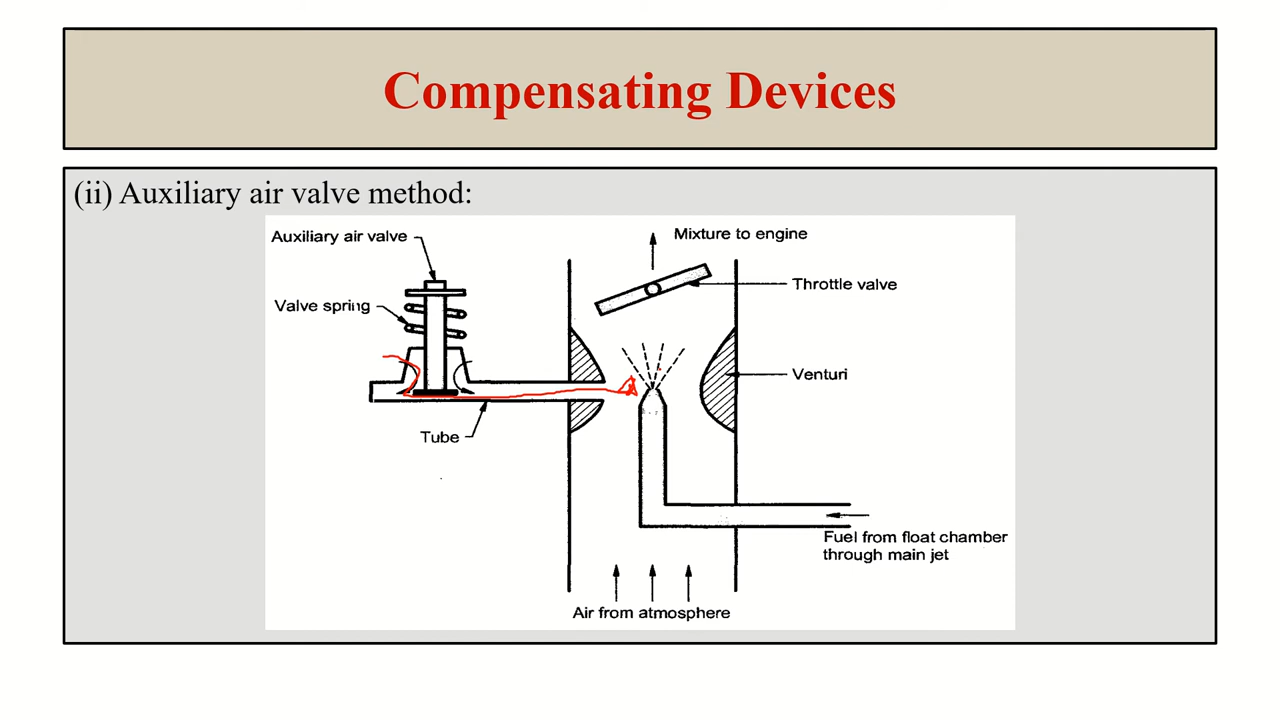 Compensating Devices
(ii) Auxiliary air valve method:
Auxiliary air valve
Mixture to engine
Throttle valve
Valve spring
Venturi
Tube
Fuel from float chamber
through main jet
Air from atmosphere